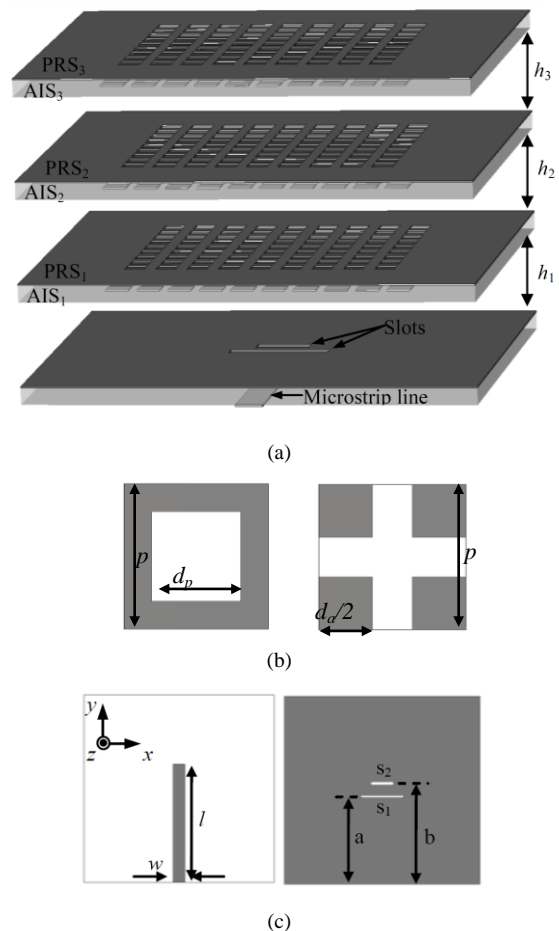 PRS3
AIS3
h3
PRS2
AIS2
h2
PRS1
AIS1
h1
Slots
Microstrip line
(a)
p
dp
p
da/2
(b)
y
z
x
l
w
s2
s1
a
b
(c)